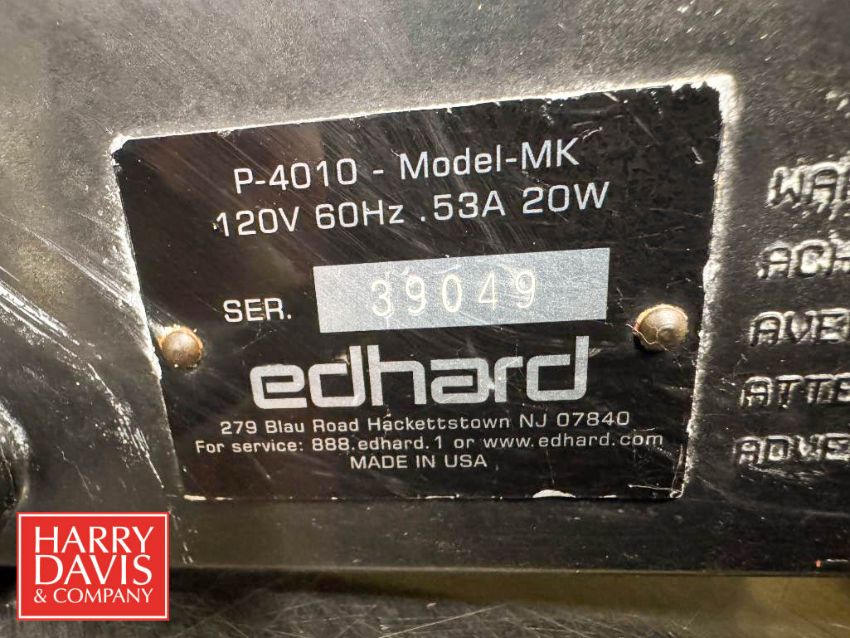 P-4010 - Model-MK
120V 60Hz .53A 20W
SER. 39049
edhard
279 Blau Road Hackettstown NJ 07840
For service: 888.edhard.1 or www.edhard.com
MADE IN USA
HARRY
DAVIS
& COMPANY